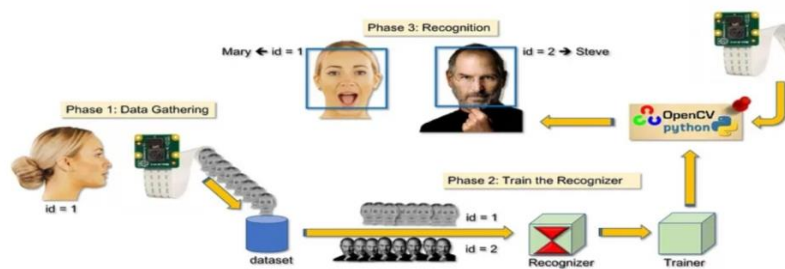 Phase 3: Recognition
Mary ← id = 1
id = 2 → Steve
Phase 1: Data Gathering
OpenCV
python
id = 1
Phase 2: Train the Recognizer
id = 1
id = 2
dataset
Recognizer
Trainer